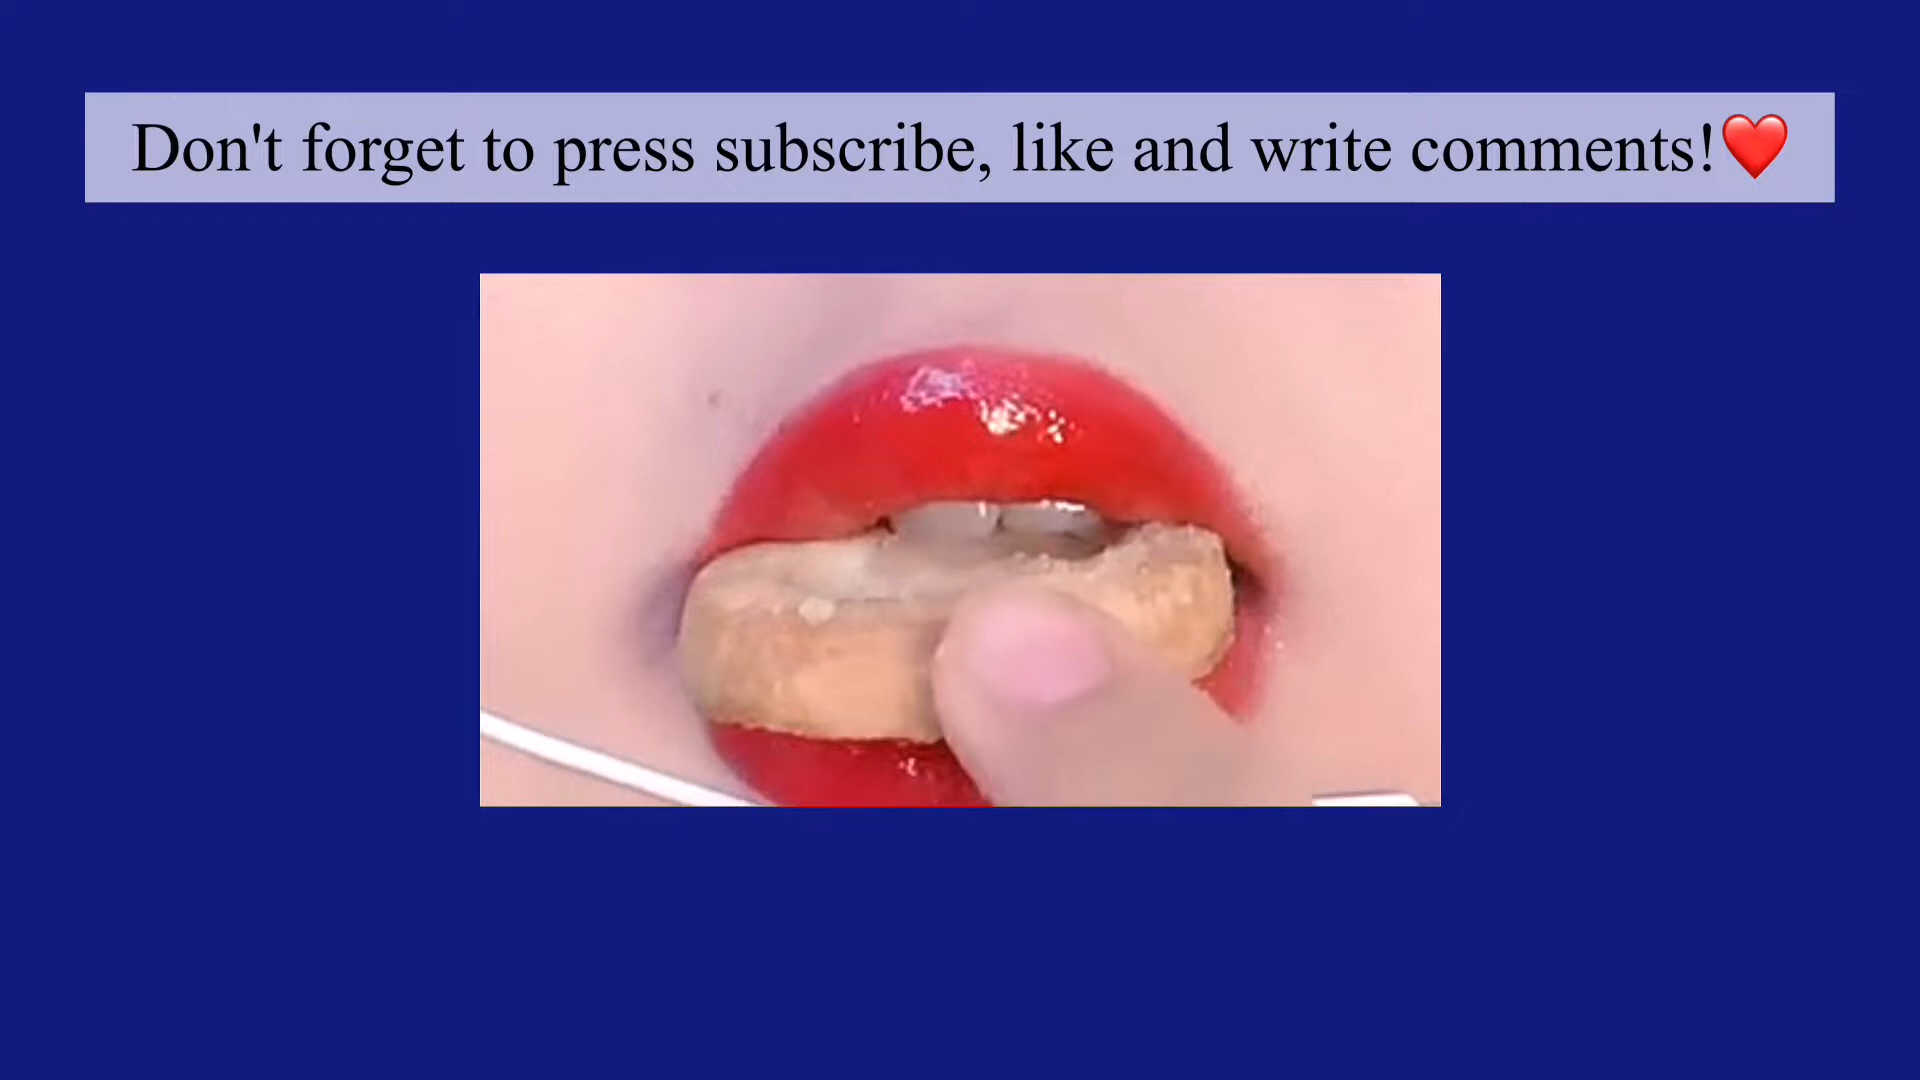 Don't forget to press subscribe, like and write comments!❤️